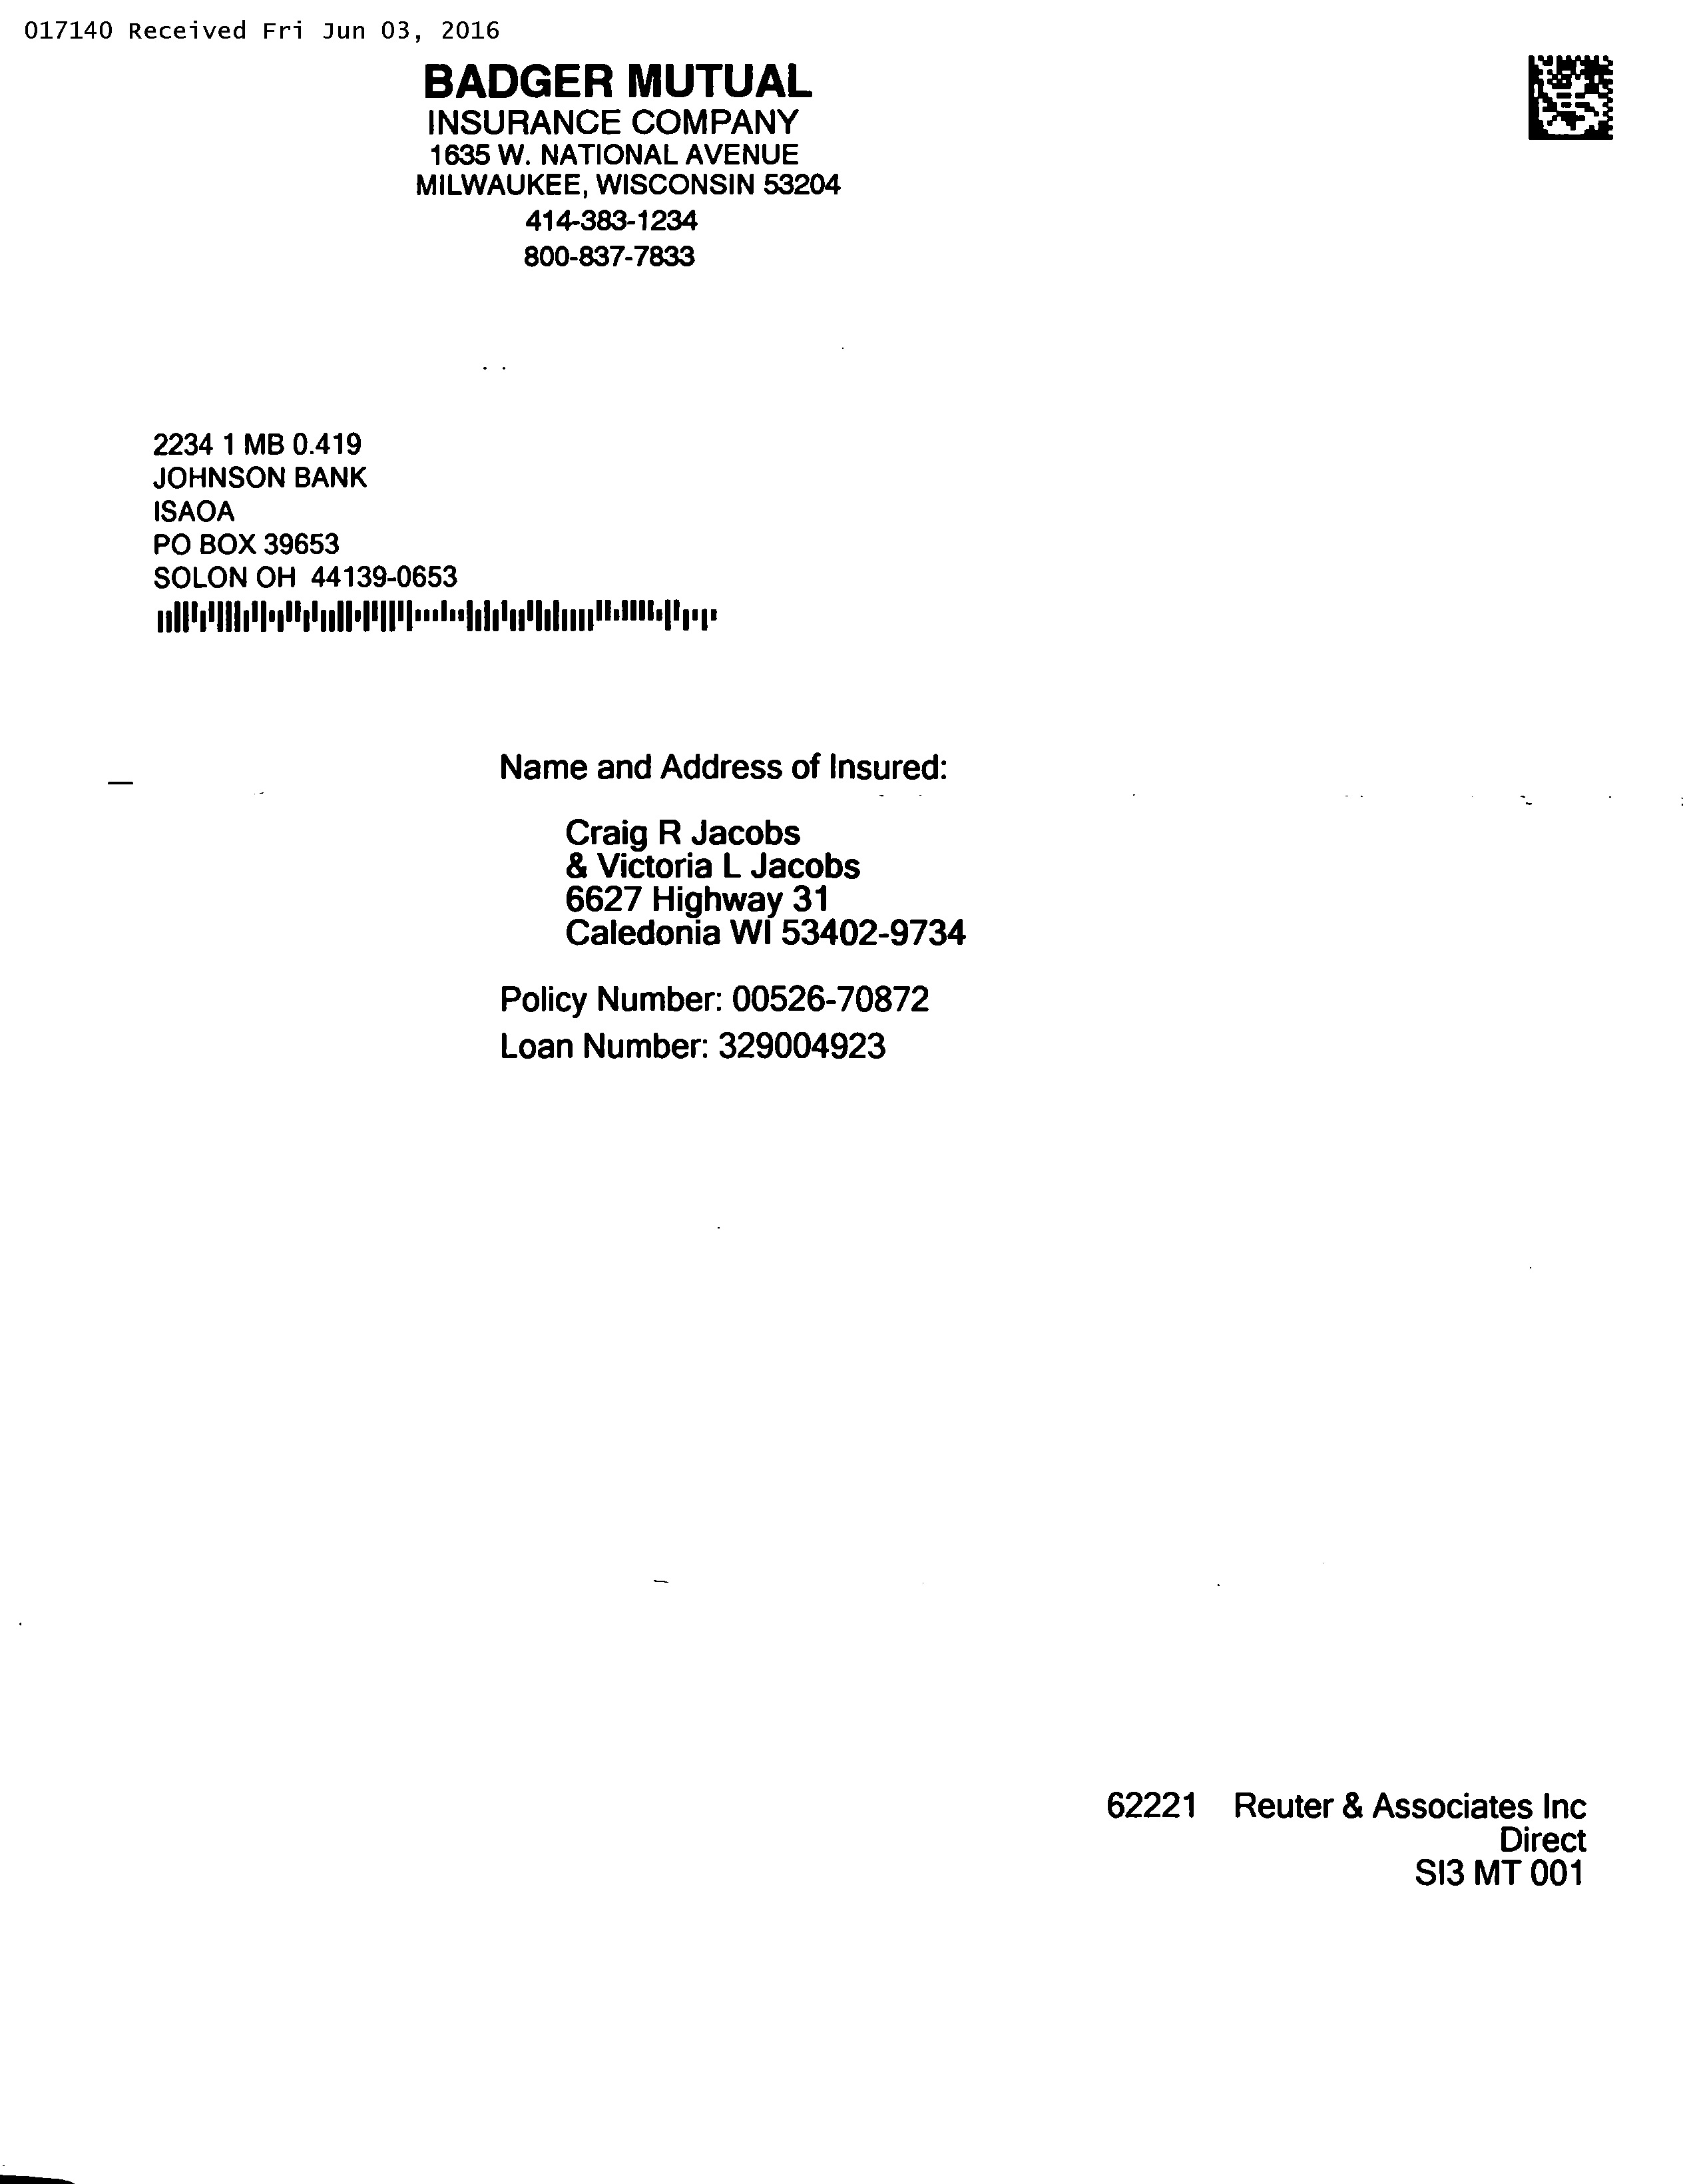 017140 Received Fri Jun 03, 2016
BADGER MUTUAL
INSURANCE COMPANY
1635 W. NATIONAL AVENUE
MILWAUKEE, WISCONSIN 53204
414-383-1234
800-837-7833
2234 1 MB 0.419
JOHNSON BANK
ISAOA
PO BOX 39653
SOLON OH 44139-0653
Name and Address of Insured:
Craig R Jacobs
& Victoria L Jacobs
6627 Highway 31
Caledonia WI 53402-9734
Policy Number: 00526-70872
Loan Number: 329004923
62221 Reuter & Associates Inc
Direct
SI3 MT 001